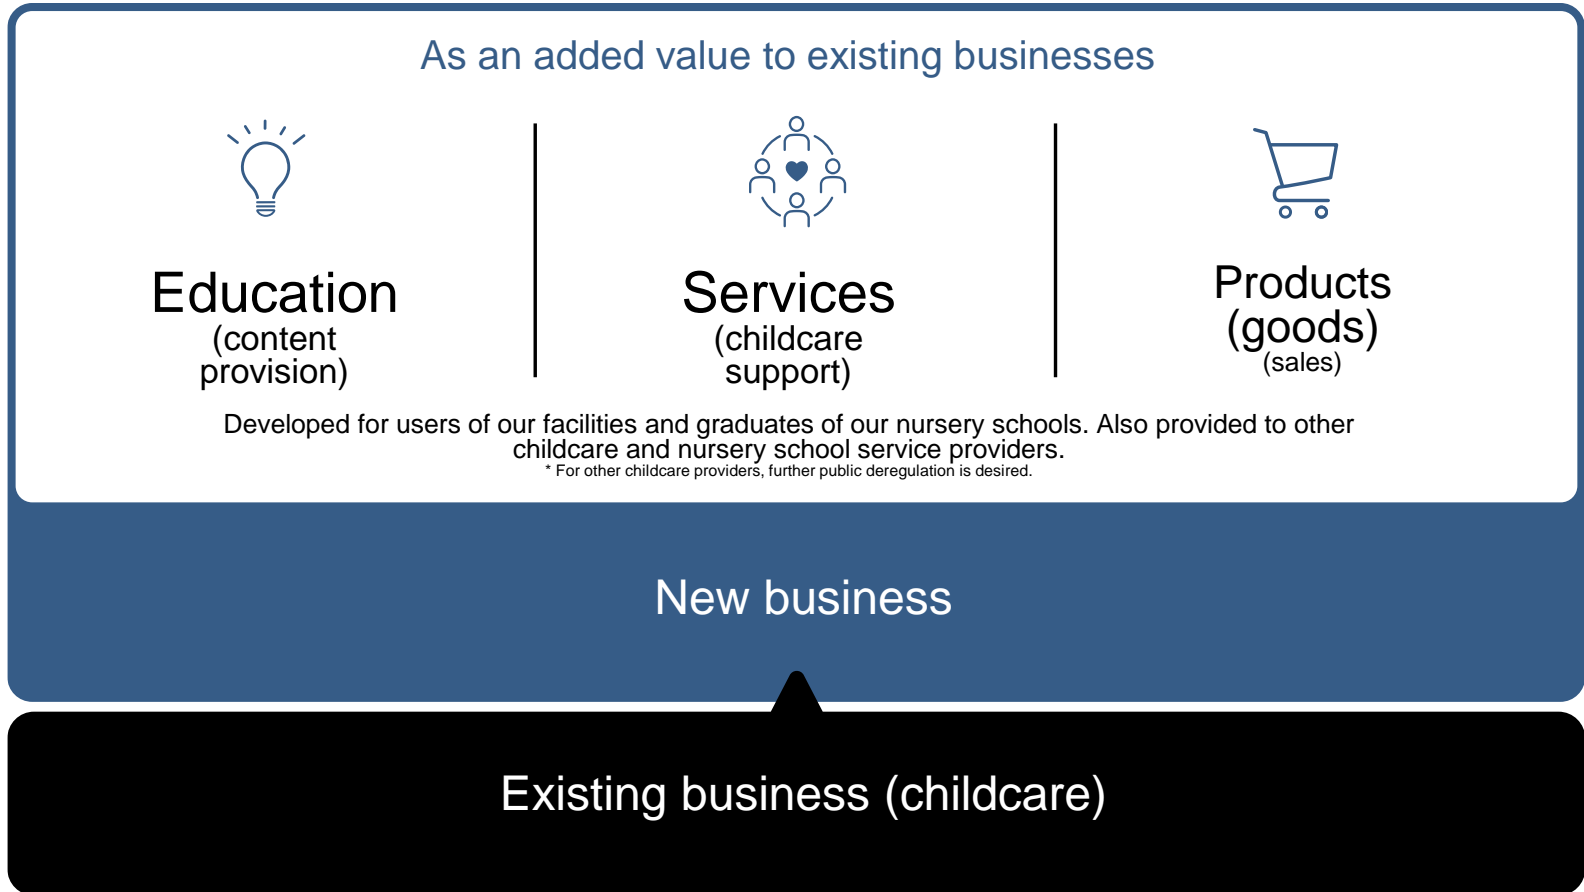 As an added value to existing businesses
Education
(content
provision)
Services
(childcare
support)
Products
(goods)
(sales)
Developed for users of our facilities and graduates of our nursery schools. Also provided to other
childcare and nursery school service providers.
* For other childcare providers, further public deregulation is desired.
New business
Existing business (childcare)